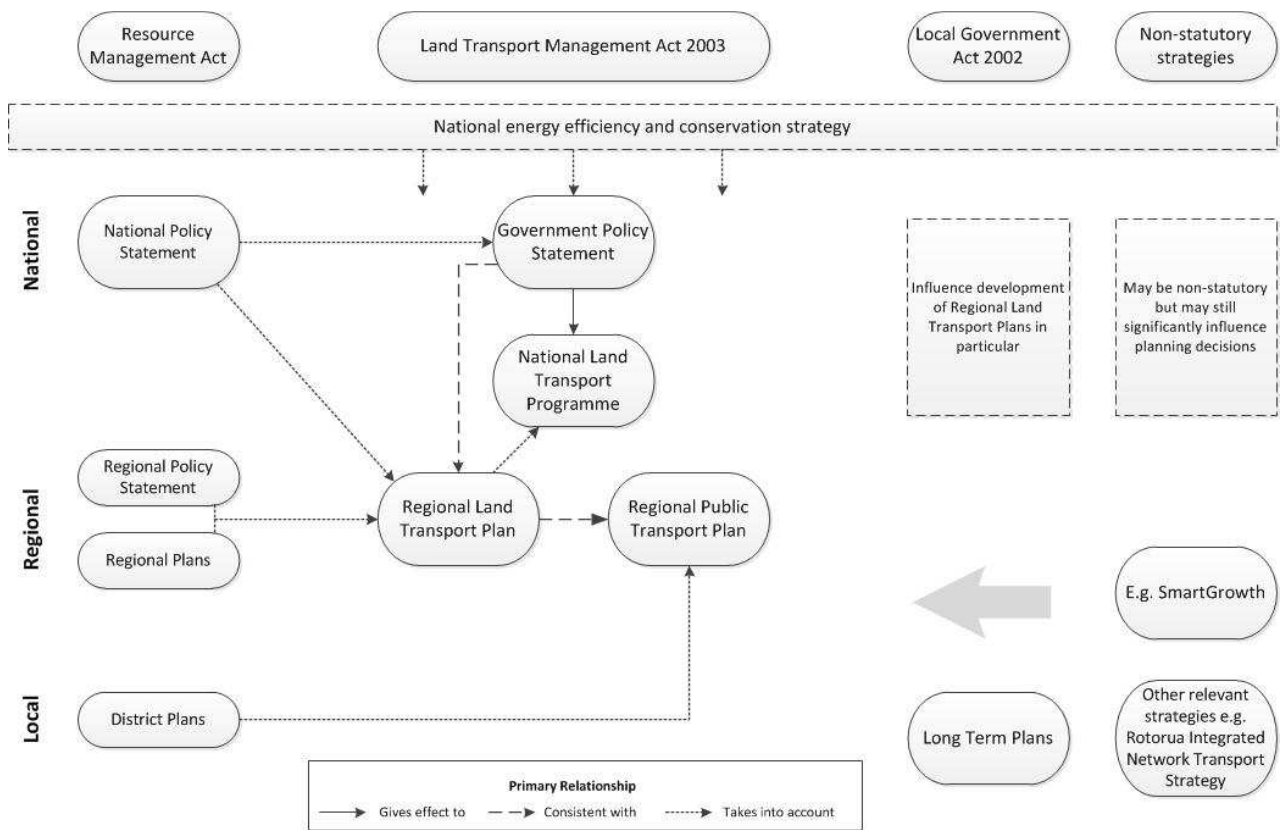 Resource
Management Act
Land Transport Management Act 2003
Local Government
Act 2002
Non-statutory
strategies
National energy efficiency and conservation strategy
National
National Policy
Statement
Government Policy
Statement
Influence development
of Regional Land
Transport Plans in
particular
May be non-statutory
but may still
significantly influence
planning decisions
National Land
Transport
Programme
Regional
Regional Policy
Statement
Regional Plans
Regional Land
Transport Plan
Regional Public
Transport Plan
E.g. SmartGrowth
Local
District Plans
Long Term Plans
Other relevant
strategies e.g.
Rotorua Integrated
Network Transport
Strategy
Primary Relationship
Gives effect to
Consistent with
Takes into account